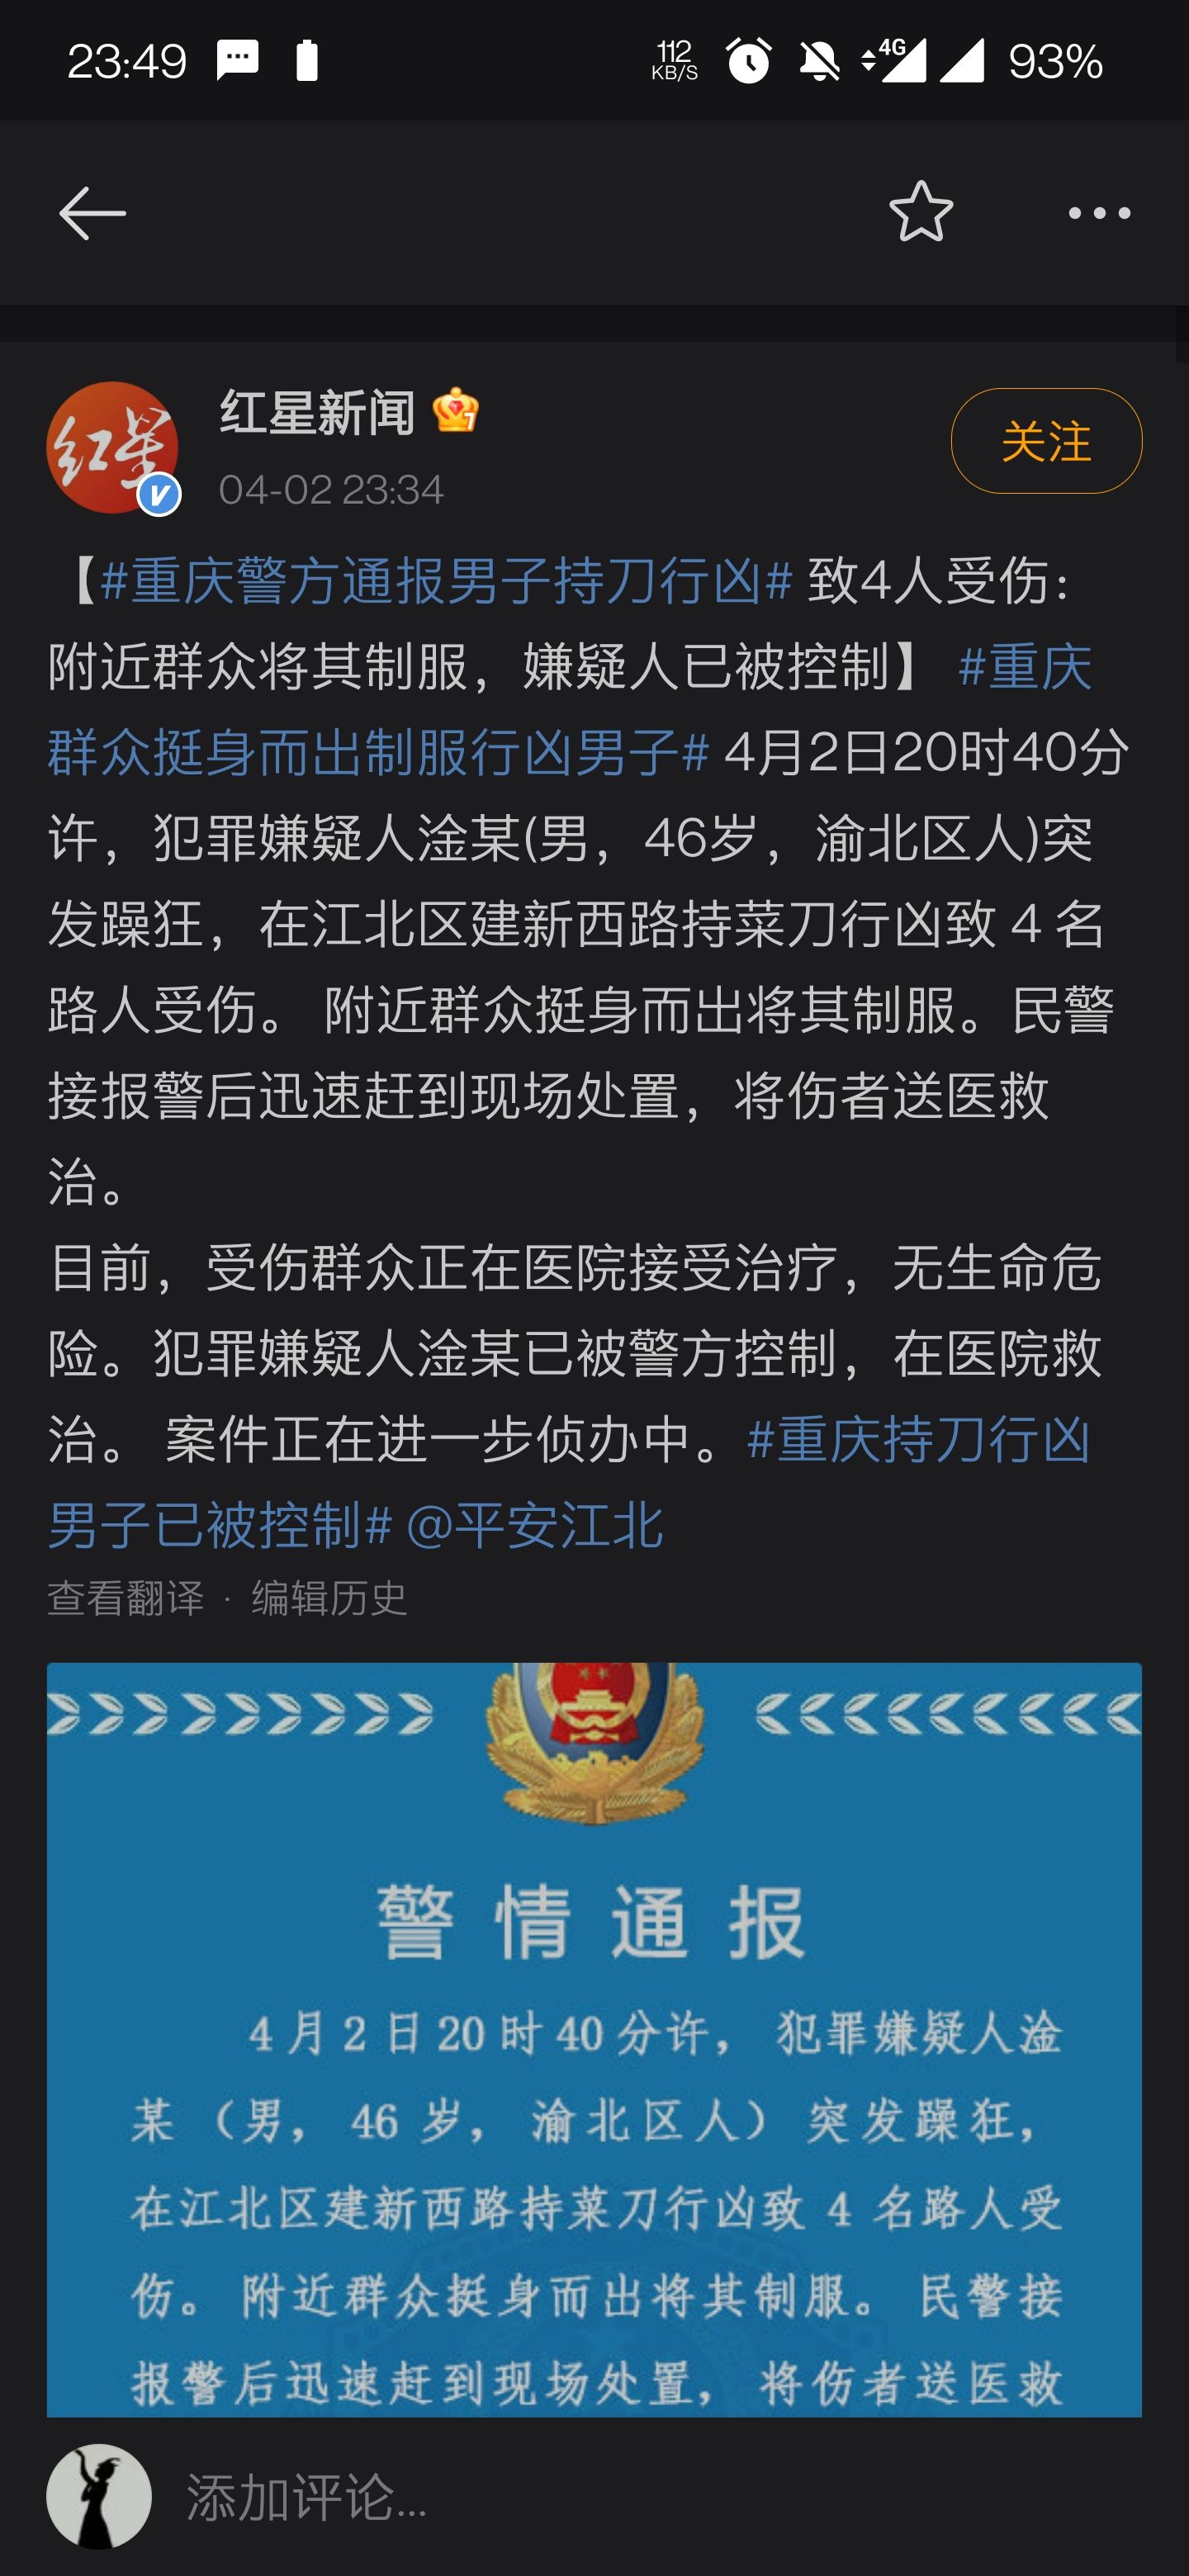 23:49
112
KB/S
4G
93%
红星
红星新闻
关注
04-02 23:34
【#重庆警方通报男子持刀行凶# 致4人受伤：
附近群众将其制服，嫌疑人已被控制】 #重庆
群众挺身而出制服行凶男子# 4月2日20时40分
许，犯罪嫌疑人淦某(男，46岁，渝北区人)突
发躁狂，在江北区建新西路持菜刀行凶致 4 名
路人受伤。 附近群众挺身而出将其制服。民警
接报警后迅速赶到现场处置，将伤者送医救
治。
目前，受伤群众正在医院接受治疗，无生命危
险。犯罪嫌疑人淦某已被警方控制，在医院救
治。 案件正在进一步侦办中。#重庆持刀行凶
男子已被控制# @平安江北
查看翻译 · 编辑历史
警情通报
4月2日20时40分许，犯罪嫌疑人淦
某（男，46岁，渝北区人）突发躁狂，
在江北区建新西路持菜刀行凶致 4 名路人受
伤。附近群众挺身而出将其制服。民警接
报警后迅速赶到现场处置，将伤者送医救
添加评论...